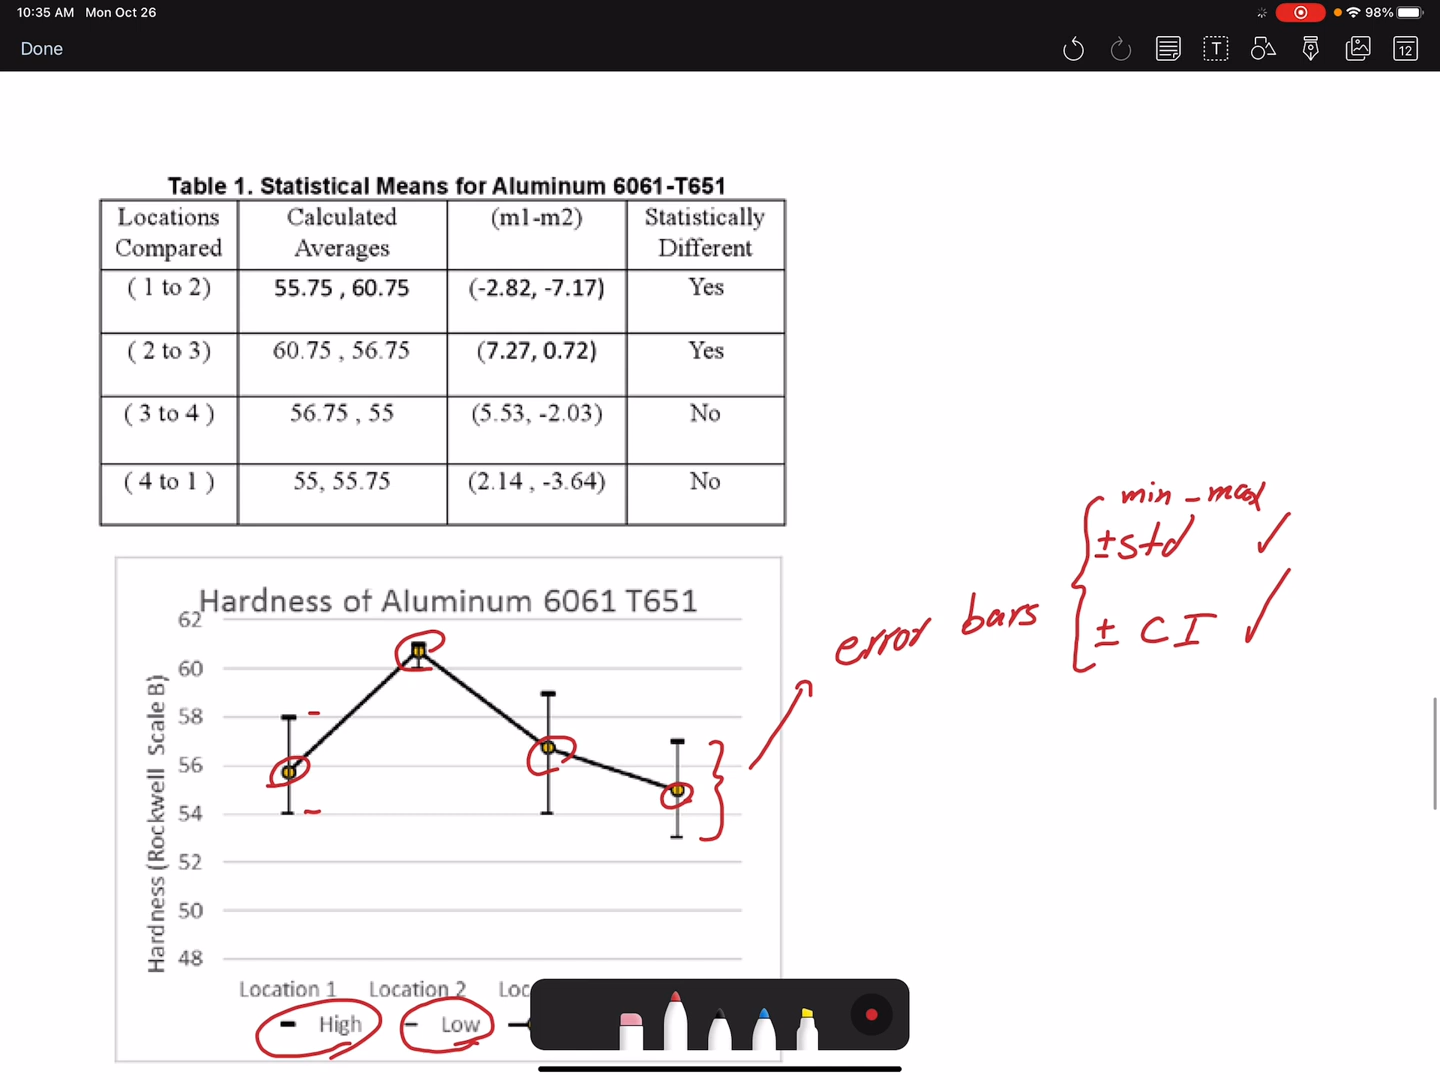 10:35 AM Mon Oct 26
98%
Done
T
12
Table 1. Statistical Means for Aluminum 6061-T651
Locations Compared | Calculated Averages | (m1-m2) | Statistically Different
( 1 to 2) | 55.75 , 60.75 | (-2.82, -7.17) | Yes
( 2 to 3) | 60.75 , 56.75 | (7.27, 0.72) | Yes
( 3 to 4 ) | 56.75 , 55 | (5.53, -2.03) | No
( 4 to 1 ) | 55, 55.75 | (2.14 , -3.64) | No
min - max
±std ✓
error bars
± CI ✓
Hardness of Aluminum 6061 T651
Hardness (Rockwell Scale B)
62
60
58
56
54
52
50
48
Location 1 Location 2 Loc
High Low